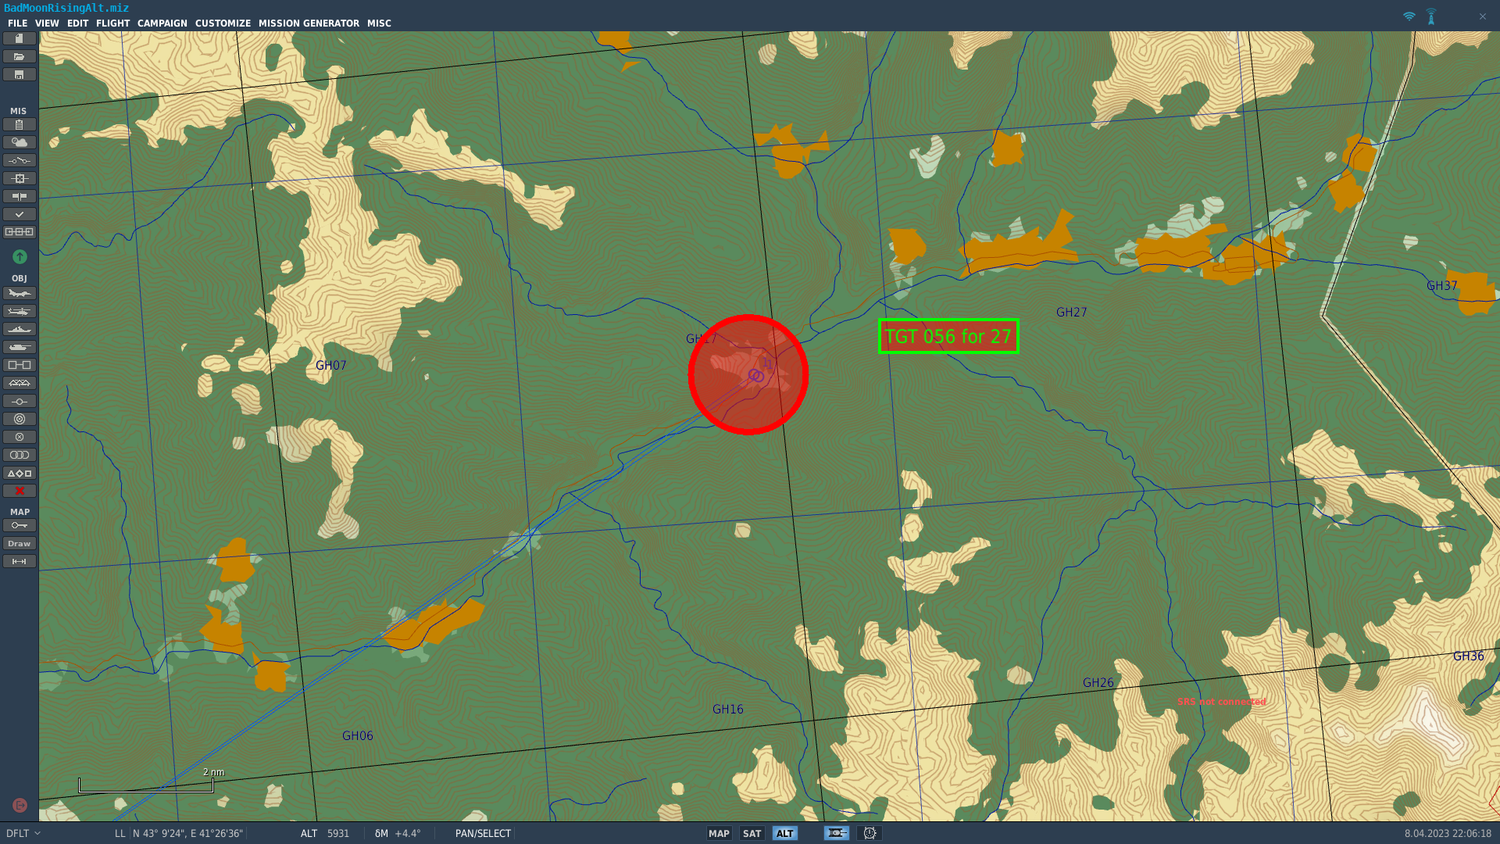 BadMoonRisingAlt.miz
FILE VIEW EDIT FLIGHT CAMPAIGN CUSTOMIZE MISSION GENERATOR MISC
MIS
OBJ
MAP
Draw
GH37
GH27
TGT 056 for 27
GH17
GH07
GH36
GH26
SRS not connected
GH16
GH06
2 nm
DFLT LL N 43° 9'24", E 41°26'36" ALT 5931 δM +4.4° PAN/SELECT MAP SAT ALT 8.04.2023 22:06:18